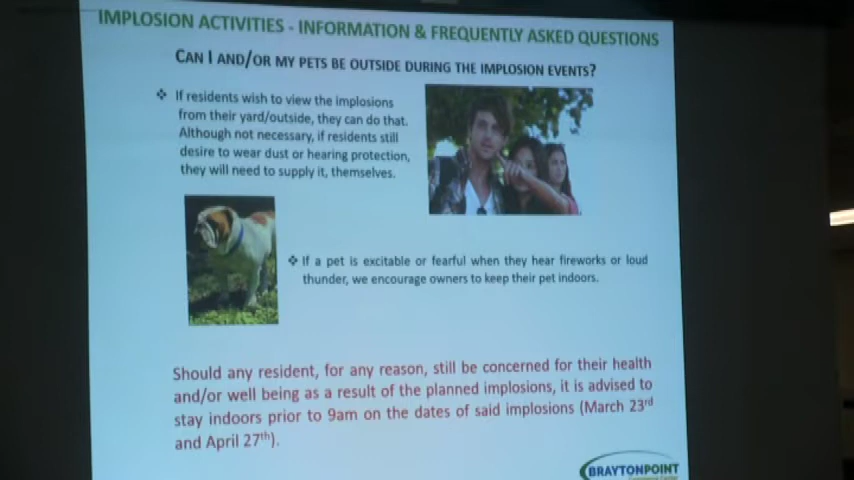 IMPLOSION ACTIVITIES - INFORMATION & FREQUENTLY ASKED QUESTIONS
CAN I AND/OR MY PETS BE OUTSIDE DURING THE IMPLOSION EVENTS?
❖ If residents wish to view the implosions
from their yard/outside, they can do that.
Although not necessary, if residents still
desire to wear dust or hearing protection,
they will need to supply it, themselves.
❖ If a pet is excitable or fearful when they hear fireworks or loud
thunder, we encourage owners to keep their pet indoors.
Should any resident, for any reason, still be concerned for their health
and/or well being as a result of the planned implosions, it is advised to
stay indoors prior to 9am on the dates of said implosions (March 23rd
and April 27th).
BRAYTONPOINT